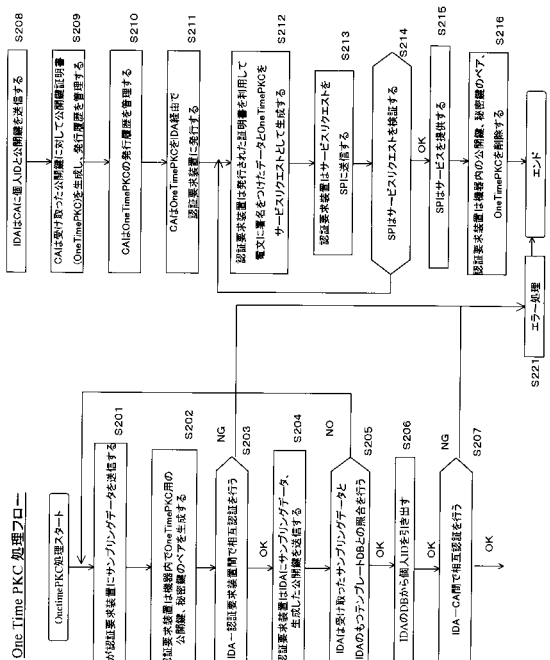 One Time PKC 処理フロー
OnetimePKC処理スタート
が認証要求装置にサンプリングデータを送信する
S201
証要求装置は機器内でOneTimePKC用の
公開鍵、秘密鍵のペアを生成する
S202
IDA－認証要求装置間で相互認証を行う
NG
S203
OK
証要求装置はIDAにサンプリングデータ、
生成した公開鍵を送信する
S204
IDAは受け取ったサンプリングデータと
IDAのもつテンプレートDBとの照合を行う
NO
S205
OK
IDAのDBから個人IDを引き出す
S206
OK
IDA－CA間で相互認証を行う
NG
S207
OK
IDAはCAに個人IDと公開鍵を送信する
S208
CAは受け取った公開鍵に対して公開鍵証明書
(OneTimePKC)を生成し、発行履歴を管理する
S209
CAはOneTimePKCの発行履歴を管理する
S210
CAはOneTimePKCをIDA経由で
認証要求装置に発行する
S211
認証要求装置は発行された証明書を利用して
電文に署名をつけたデータとOneTimePKCを
サービスリクエストとして生成する
S212
認証要求装置はサービスリクエストを
SPに送信する
S213
SPはサービスリクエストを検証する
S214
OK
SPはサービスを提供する
S215
認証要求装置は機器内の公開鍵、秘密鍵のペア、
OneTimePKCを削除する
S216
エンド
エラー処理
S221